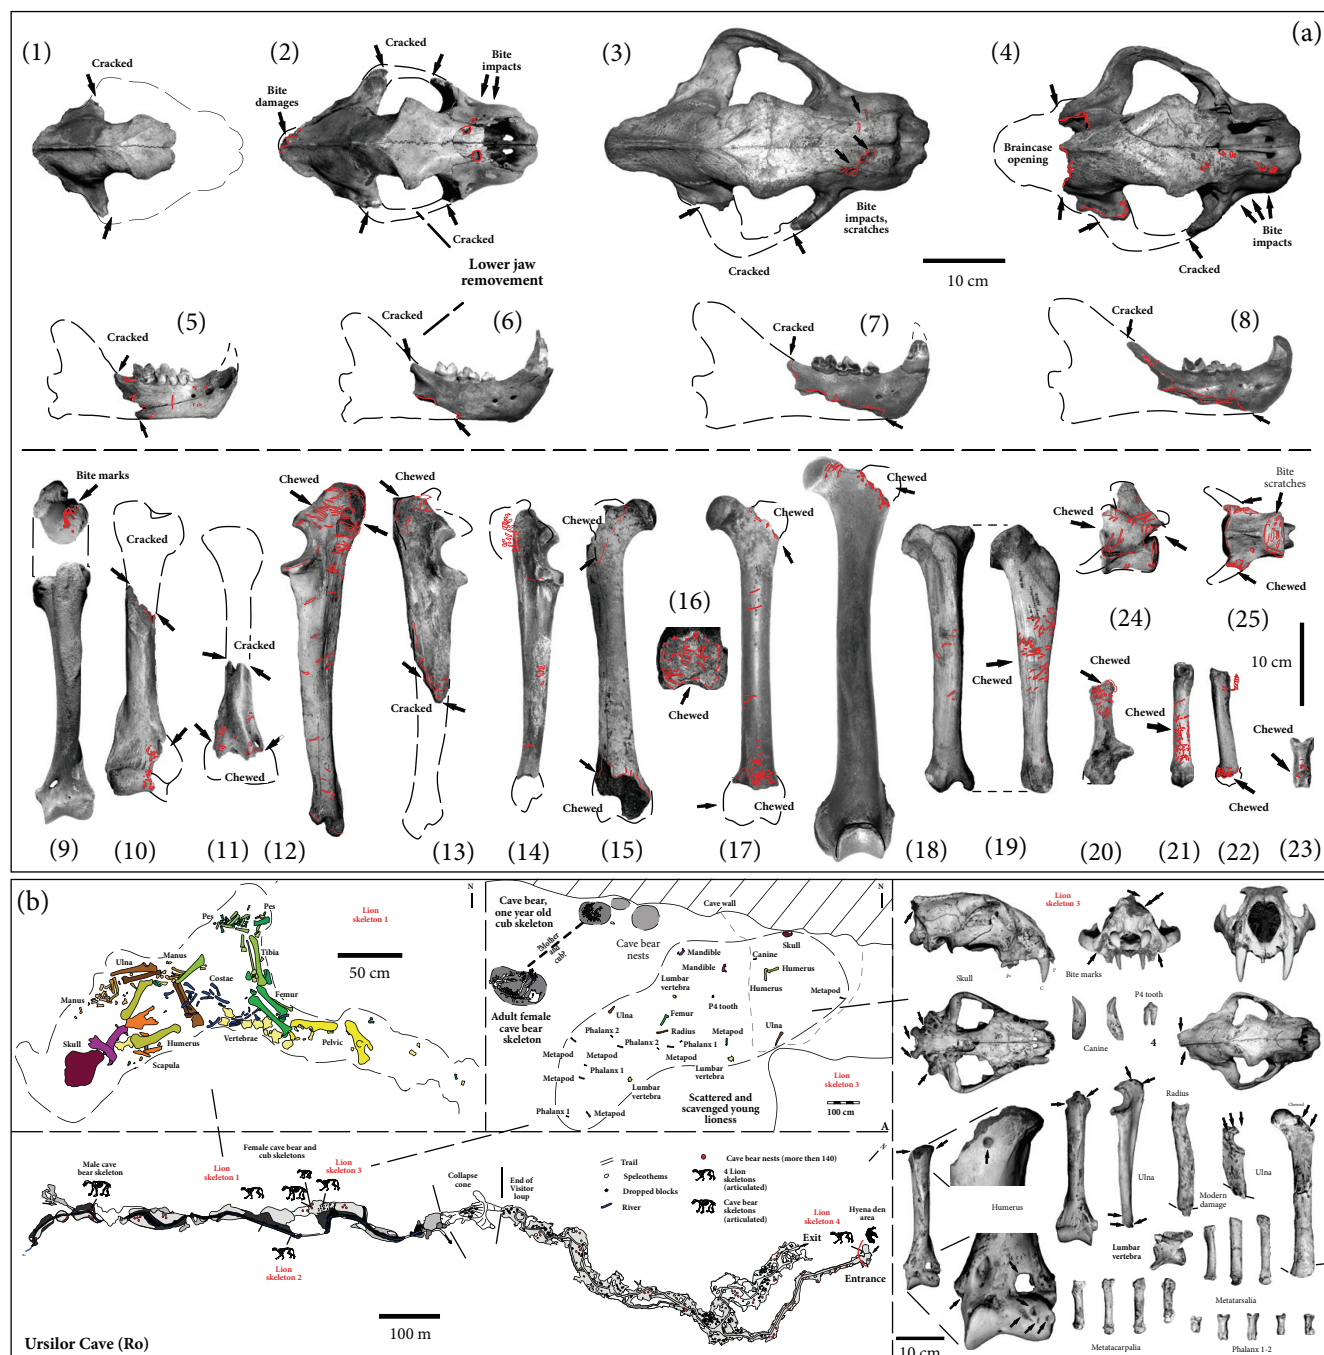 (a)
(1)
Cracked
(2)
Cracked
Bite
impacts
Bite
damages
Cracked
(3)
Bite
impacts,
scratches
Cracked
(4)
Braincase
opening
Bite
impacts
Cracked
10 cm
Lower jaw
removement
(5)
Cracked
(6)
Cracked
(7)
Cracked
(8)
Cracked
Bite marks
Cracked
Cracked
Chewed
Chewed
Chewed
Cracked
Chewed
Chewed
(16)
Chewed
Chewed
Chewed
Chewed
Chewed
Chewed
(24)
Bite
scratches
Chewed
(25)
10 cm
Chewed
Chewed
Chewed
Chewed
(9)
(10)
(11)
(12)
(13)
(14)
(15)
(17)
(18)
(19)
(20)
(21)
(22)
(23)
(b)
N
Lion
skeleton 1
50 cm
Pes
Pes
Ulna
Manus
Tibia
Costae
Manus
Femur
Skull
Humerus
Vertebrae
Pelvic
Scapula
N
Cave bear,
one year old
cub skeleton
Mother
and
cub?
Adult female
cave bear
skeleton
Cave wall
Cave bear
nests
Skull
Mandible
Canine
Mandible
Humerus
Lumbar
vertebra
Humerus
Metapod
P4 tooth
Ulna
Femur
Phalanx 2
Radius
Metapod
Ulna
Metapod
Phalanx 2
Phalanx 1
Metapod
Metapod
Phalanx 1
Metapod
Lumbar
vertebra
Lumbar
vertebra
Phalanx 1
Metapod
Scattered and
scavenged young
lioness
Lion
skeleton 3
100 cm
A
Male cave
bear skeleton
Lion
skeleton 1
Female cave bear and
cub skeletons
Lion
skeleton 3
Lion
skeleton 2
Collapse
cone
End of
Visitor
loup
Trail
Speleothems
Dropped blocks
River
Cave bear nests (more then 140)
4 Lion
skeletons
(articulated)
Cave bear
skeletons
(articulated)
N
Lion
skeleton 4
Hyena den
area
Exit
Entrance
100 m
Ursilor Cave (Ro)
Lion
skeleton 3
Skull
C
Bite marks
P4 tooth
Canine
4
Radius
Chewed
Humerus
Ulna
Ulna
Modern
damage
Lumbar
vertebra
Metatarsalia
10 cm
Metacarpalia
Phalanx 1-2